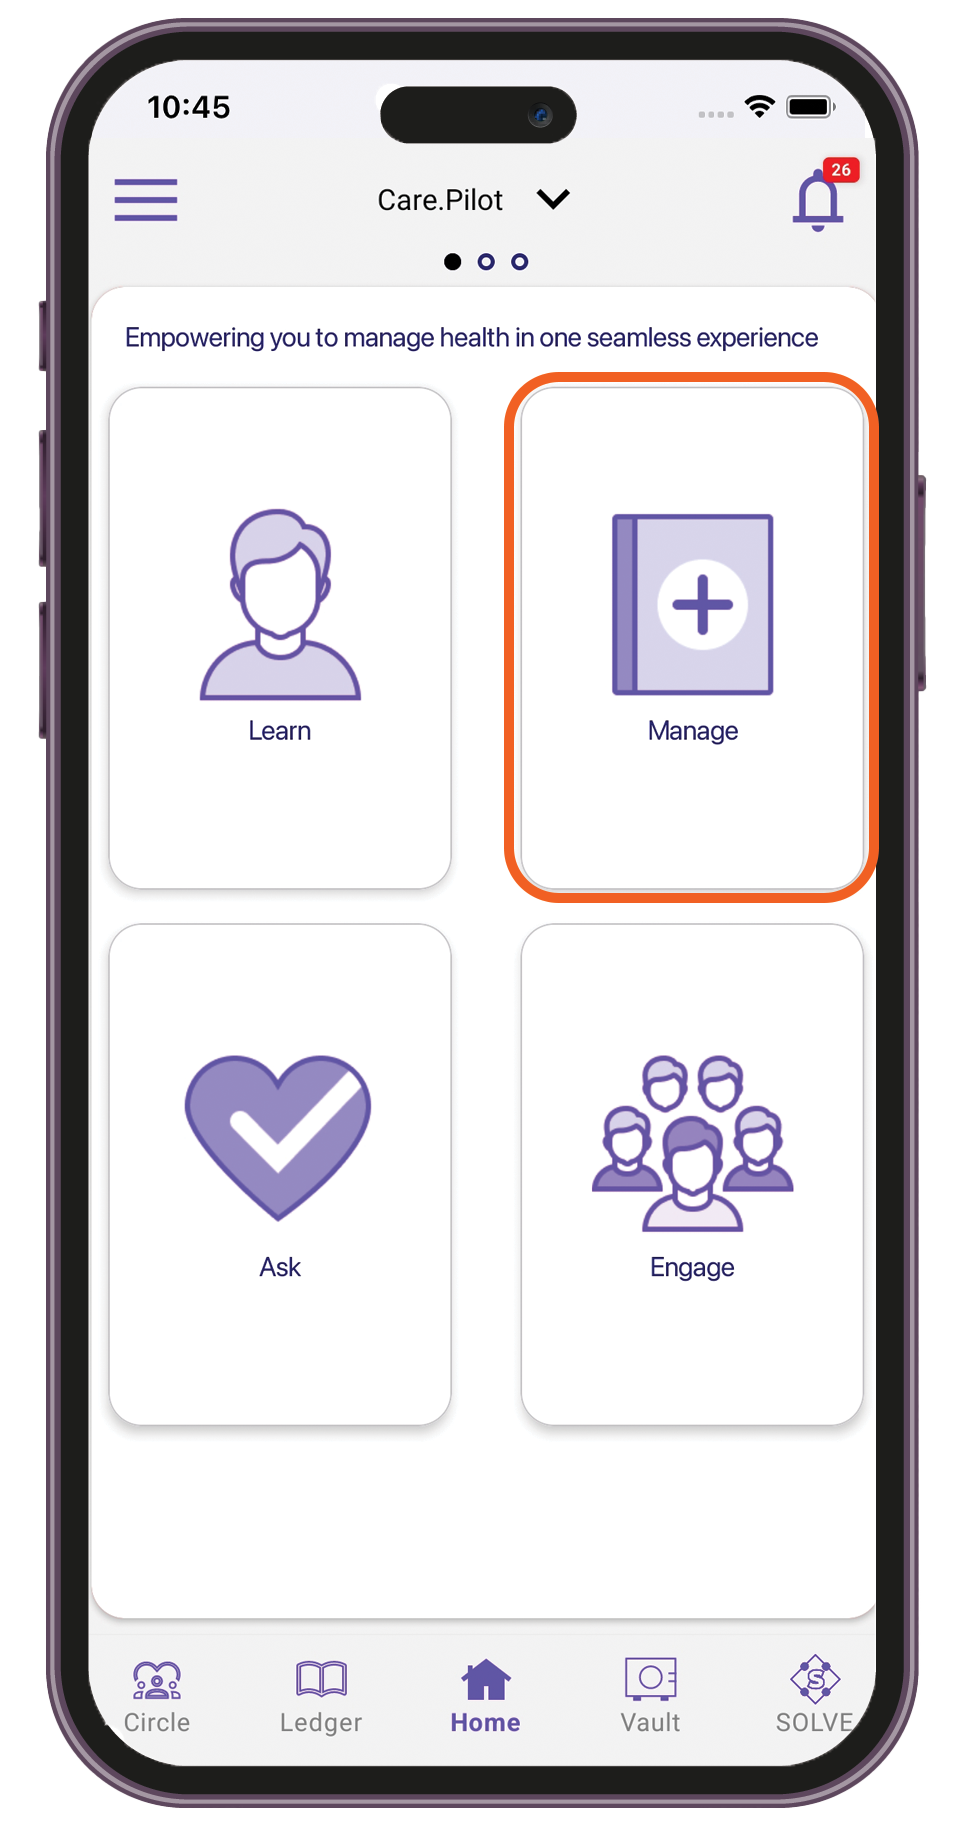 10:45
26
Care.Pilot
Empowering you to manage health in one seamless experience
Learn
Manage
Ask
Engage
Circle
Ledger
Home
Vault
S
SOLVE